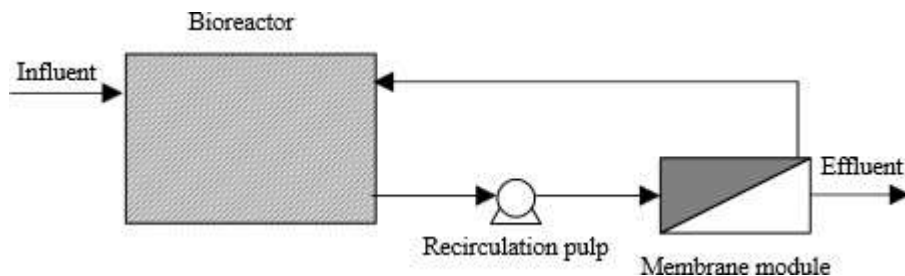 Bioreactor
Influent
Effluent
Recirculation pulp
Membrane module